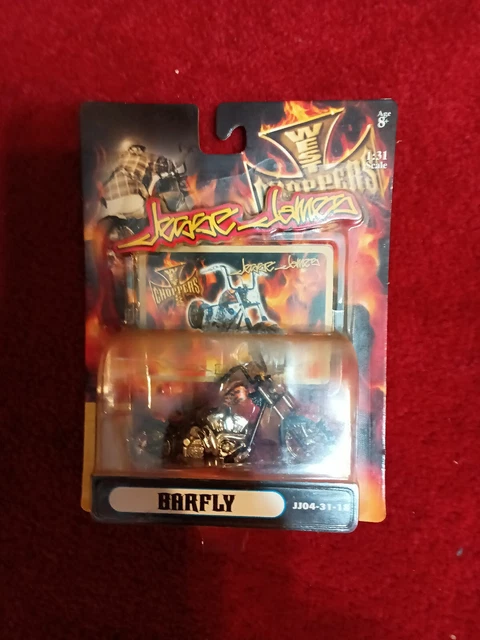 Age
8+
WEST
COAST
CHOPPERS
1:31
Scale
Jesse James
Jesse James
W
CHOPPERS
BARFLY
JJ04-31-18